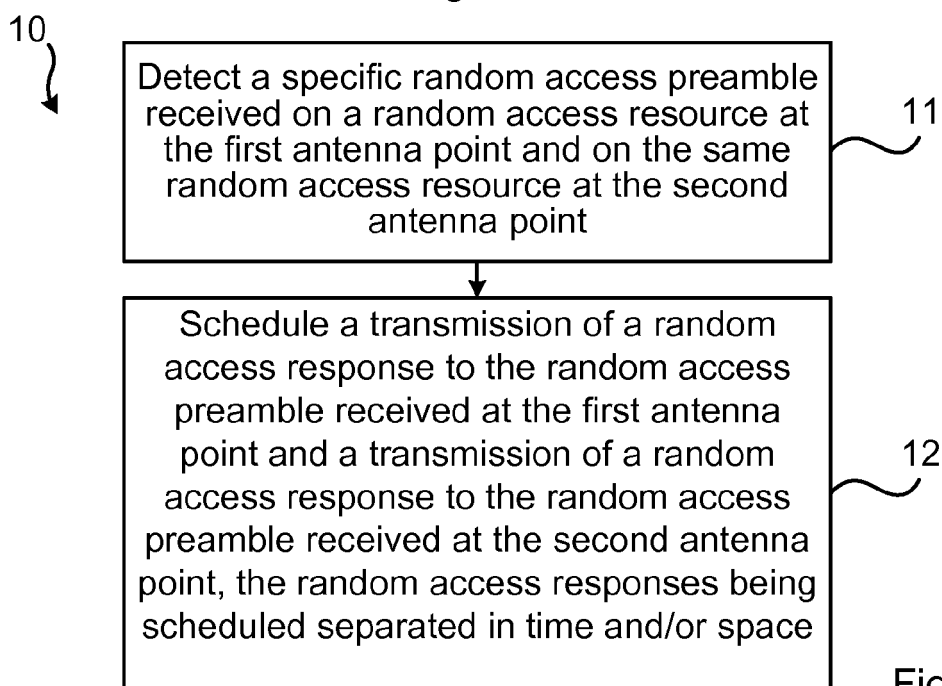 10
Detect a specific random access preamble
received on a random access resource at
the first antenna point and on the same
random access resource at the second
antenna point
11
Schedule a transmission of a random
access response to the random access
preamble received at the first antenna
point and a transmission of a random
access response to the random access
preamble received at the second antenna
point, the random access responses being
scheduled separated in time and/or space
12